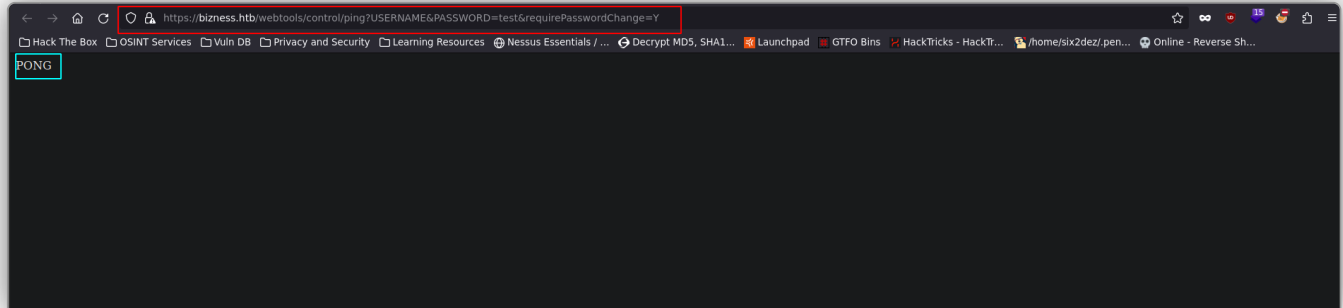 https://bizness.htb/webtools/control/ping?USERNAME&PASSWORD=test&requirePasswordChange=Y
15
Hack The Box OSINT Services Vuln DB Privacy and Security Learning Resources Nessus Essentials / ... Decrypt MD5, SHA1... Launchpad GTFO Bins HackTricks - HackTr... /home/six2dez/.pen... Online - Reverse Sh...
PONG